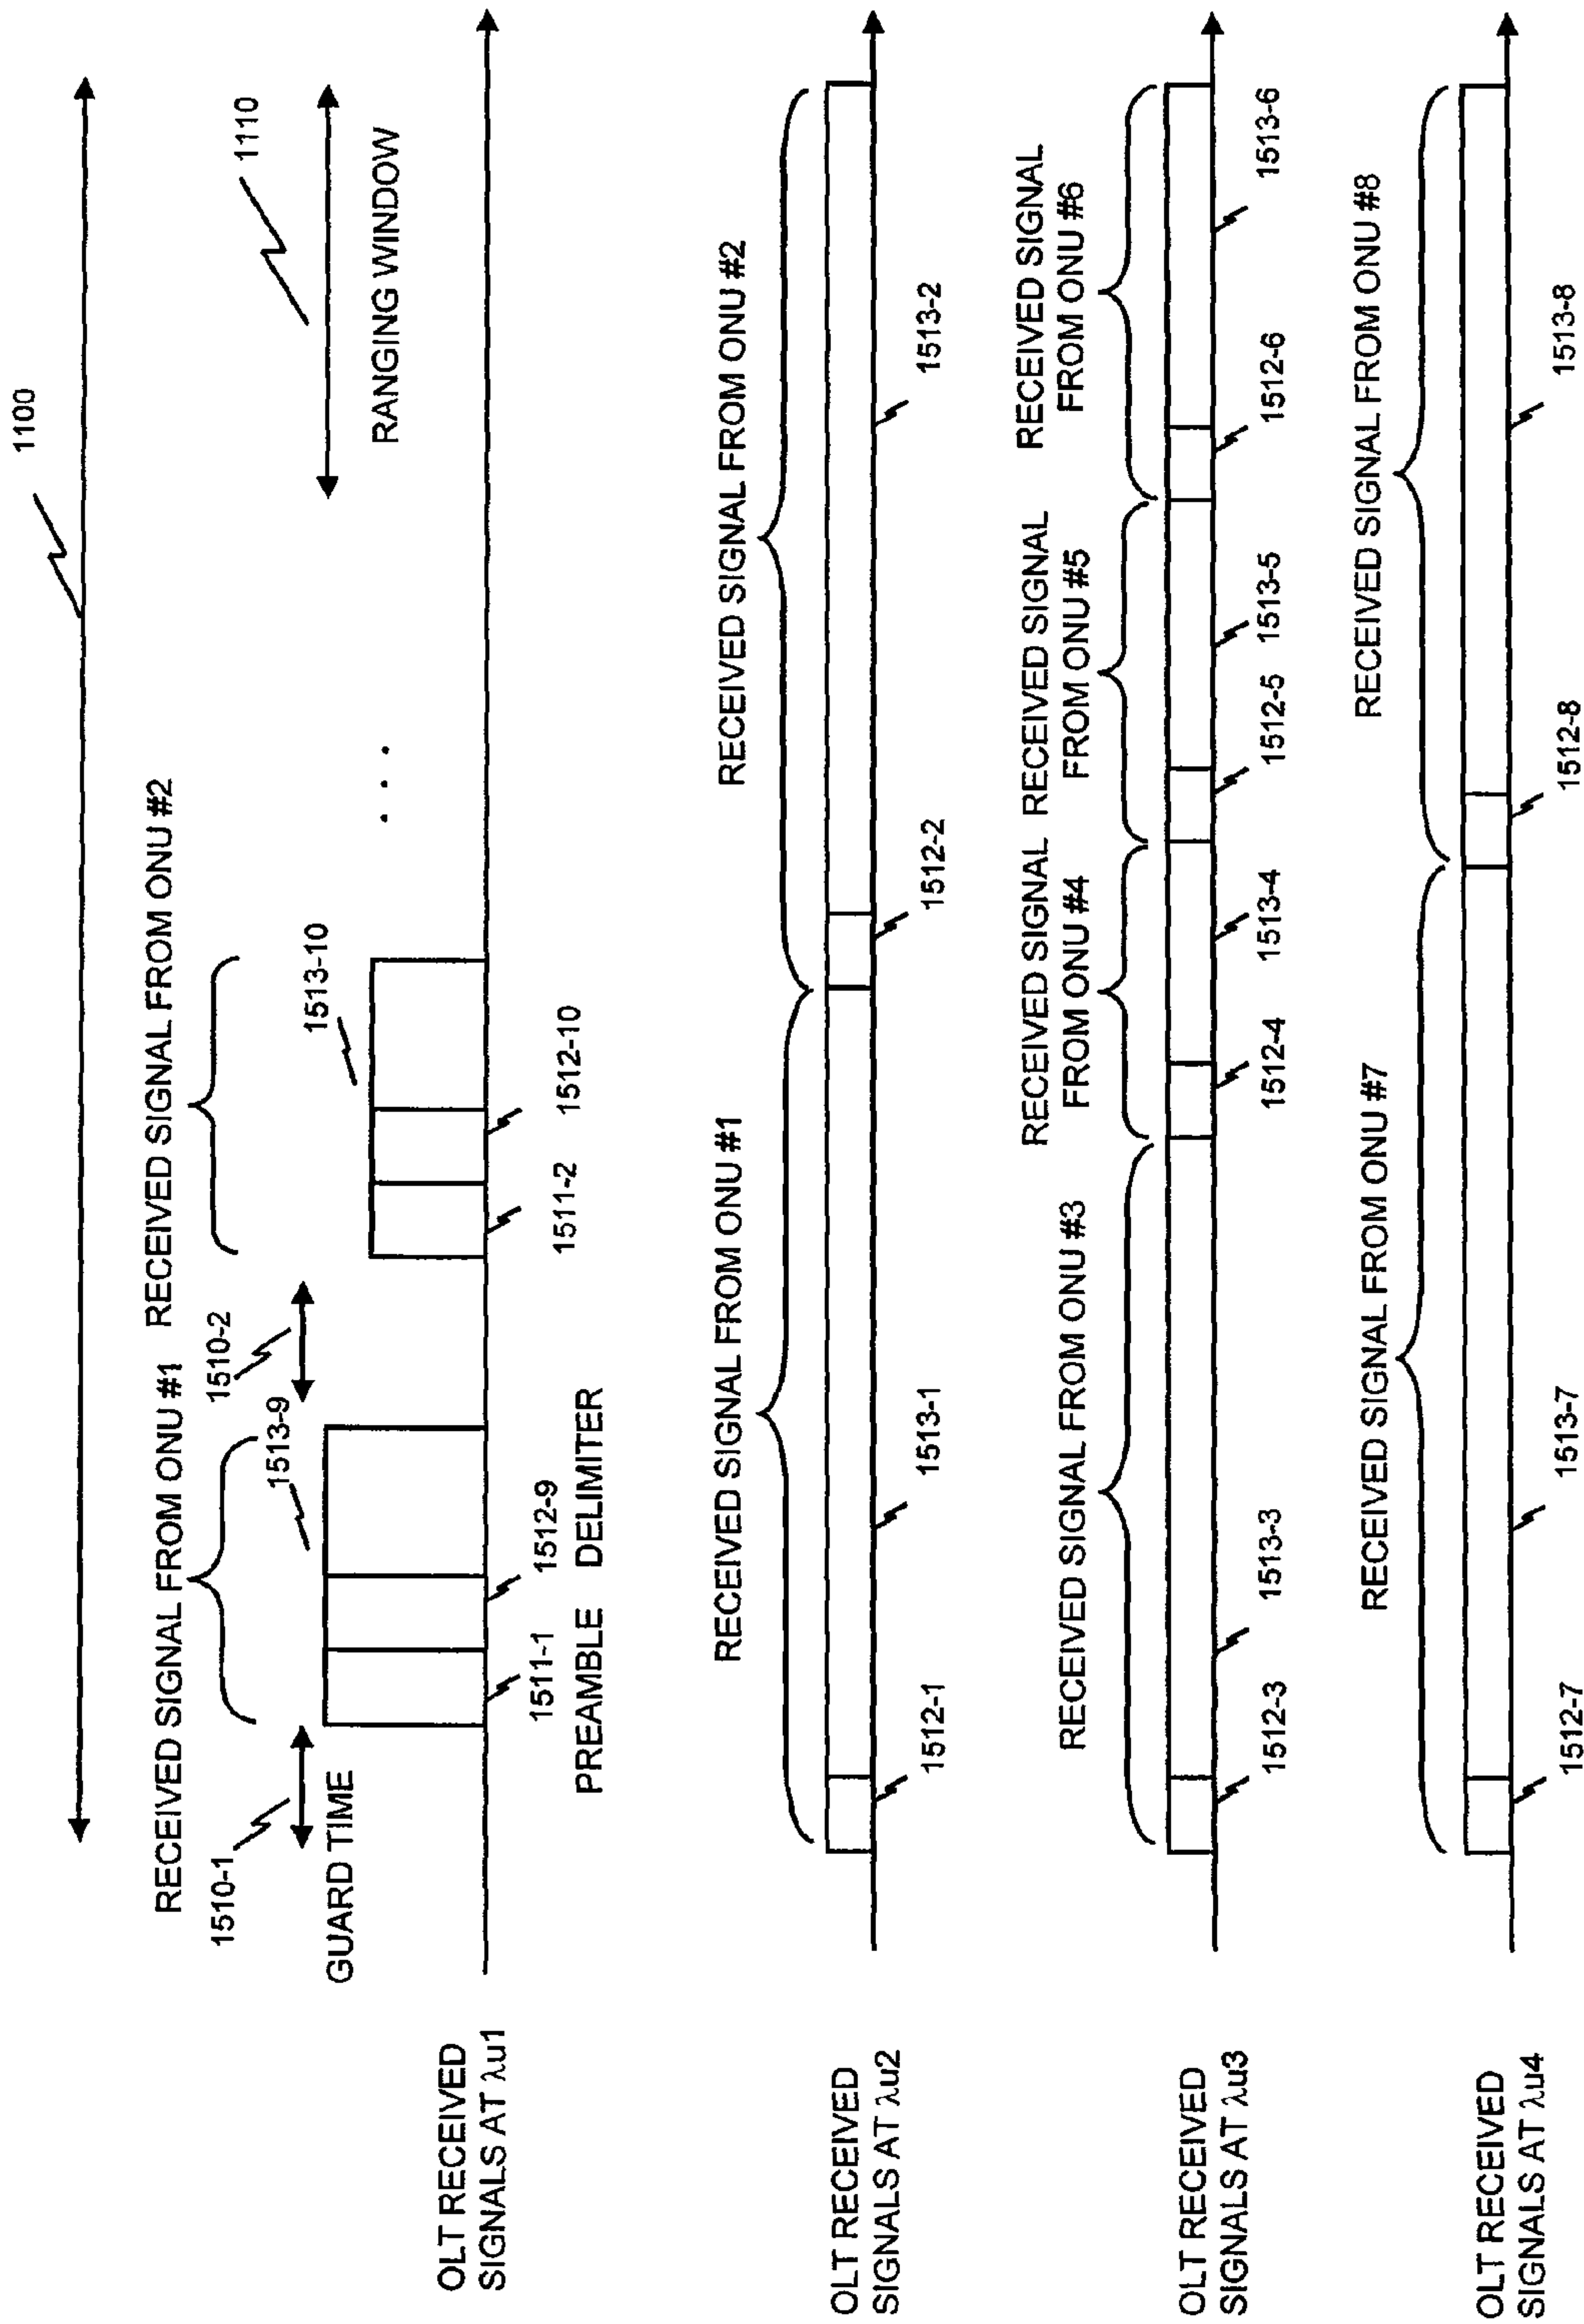 1100
1110
RANGING WINDOW
RECEIVED SIGNAL FROM ONU #1
RECEIVED SIGNAL FROM ONU #2
1510-1
1513-9
1510-2
1513-10
. . .
GUARD TIME
OLT RECEIVED
SIGNALS AT λu1
1511-1
1512-9
1511-2
1512-10
PREAMBLE
DELIMITER
RECEIVED SIGNAL FROM ONU #1
RECEIVED SIGNAL FROM ONU #2
OLT RECEIVED
SIGNALS AT λu2
1512-1
1513-1
1512-2
1513-2
RECEIVED SIGNAL FROM ONU #3
RECEIVED SIGNAL
FROM ONU #4
RECEIVED SIGNAL
FROM ONU #5
RECEIVED SIGNAL
FROM ONU #6
OLT RECEIVED
SIGNALS AT λu3
1512-3
1513-3
1512-4
1513-4
1512-5
1513-5
1512-6
1513-6
RECEIVED SIGNAL FROM ONU #7
RECEIVED SIGNAL FROM ONU #8
OLT RECEIVED
SIGNALS AT λu4
1512-7
1513-7
1512-8
1513-8